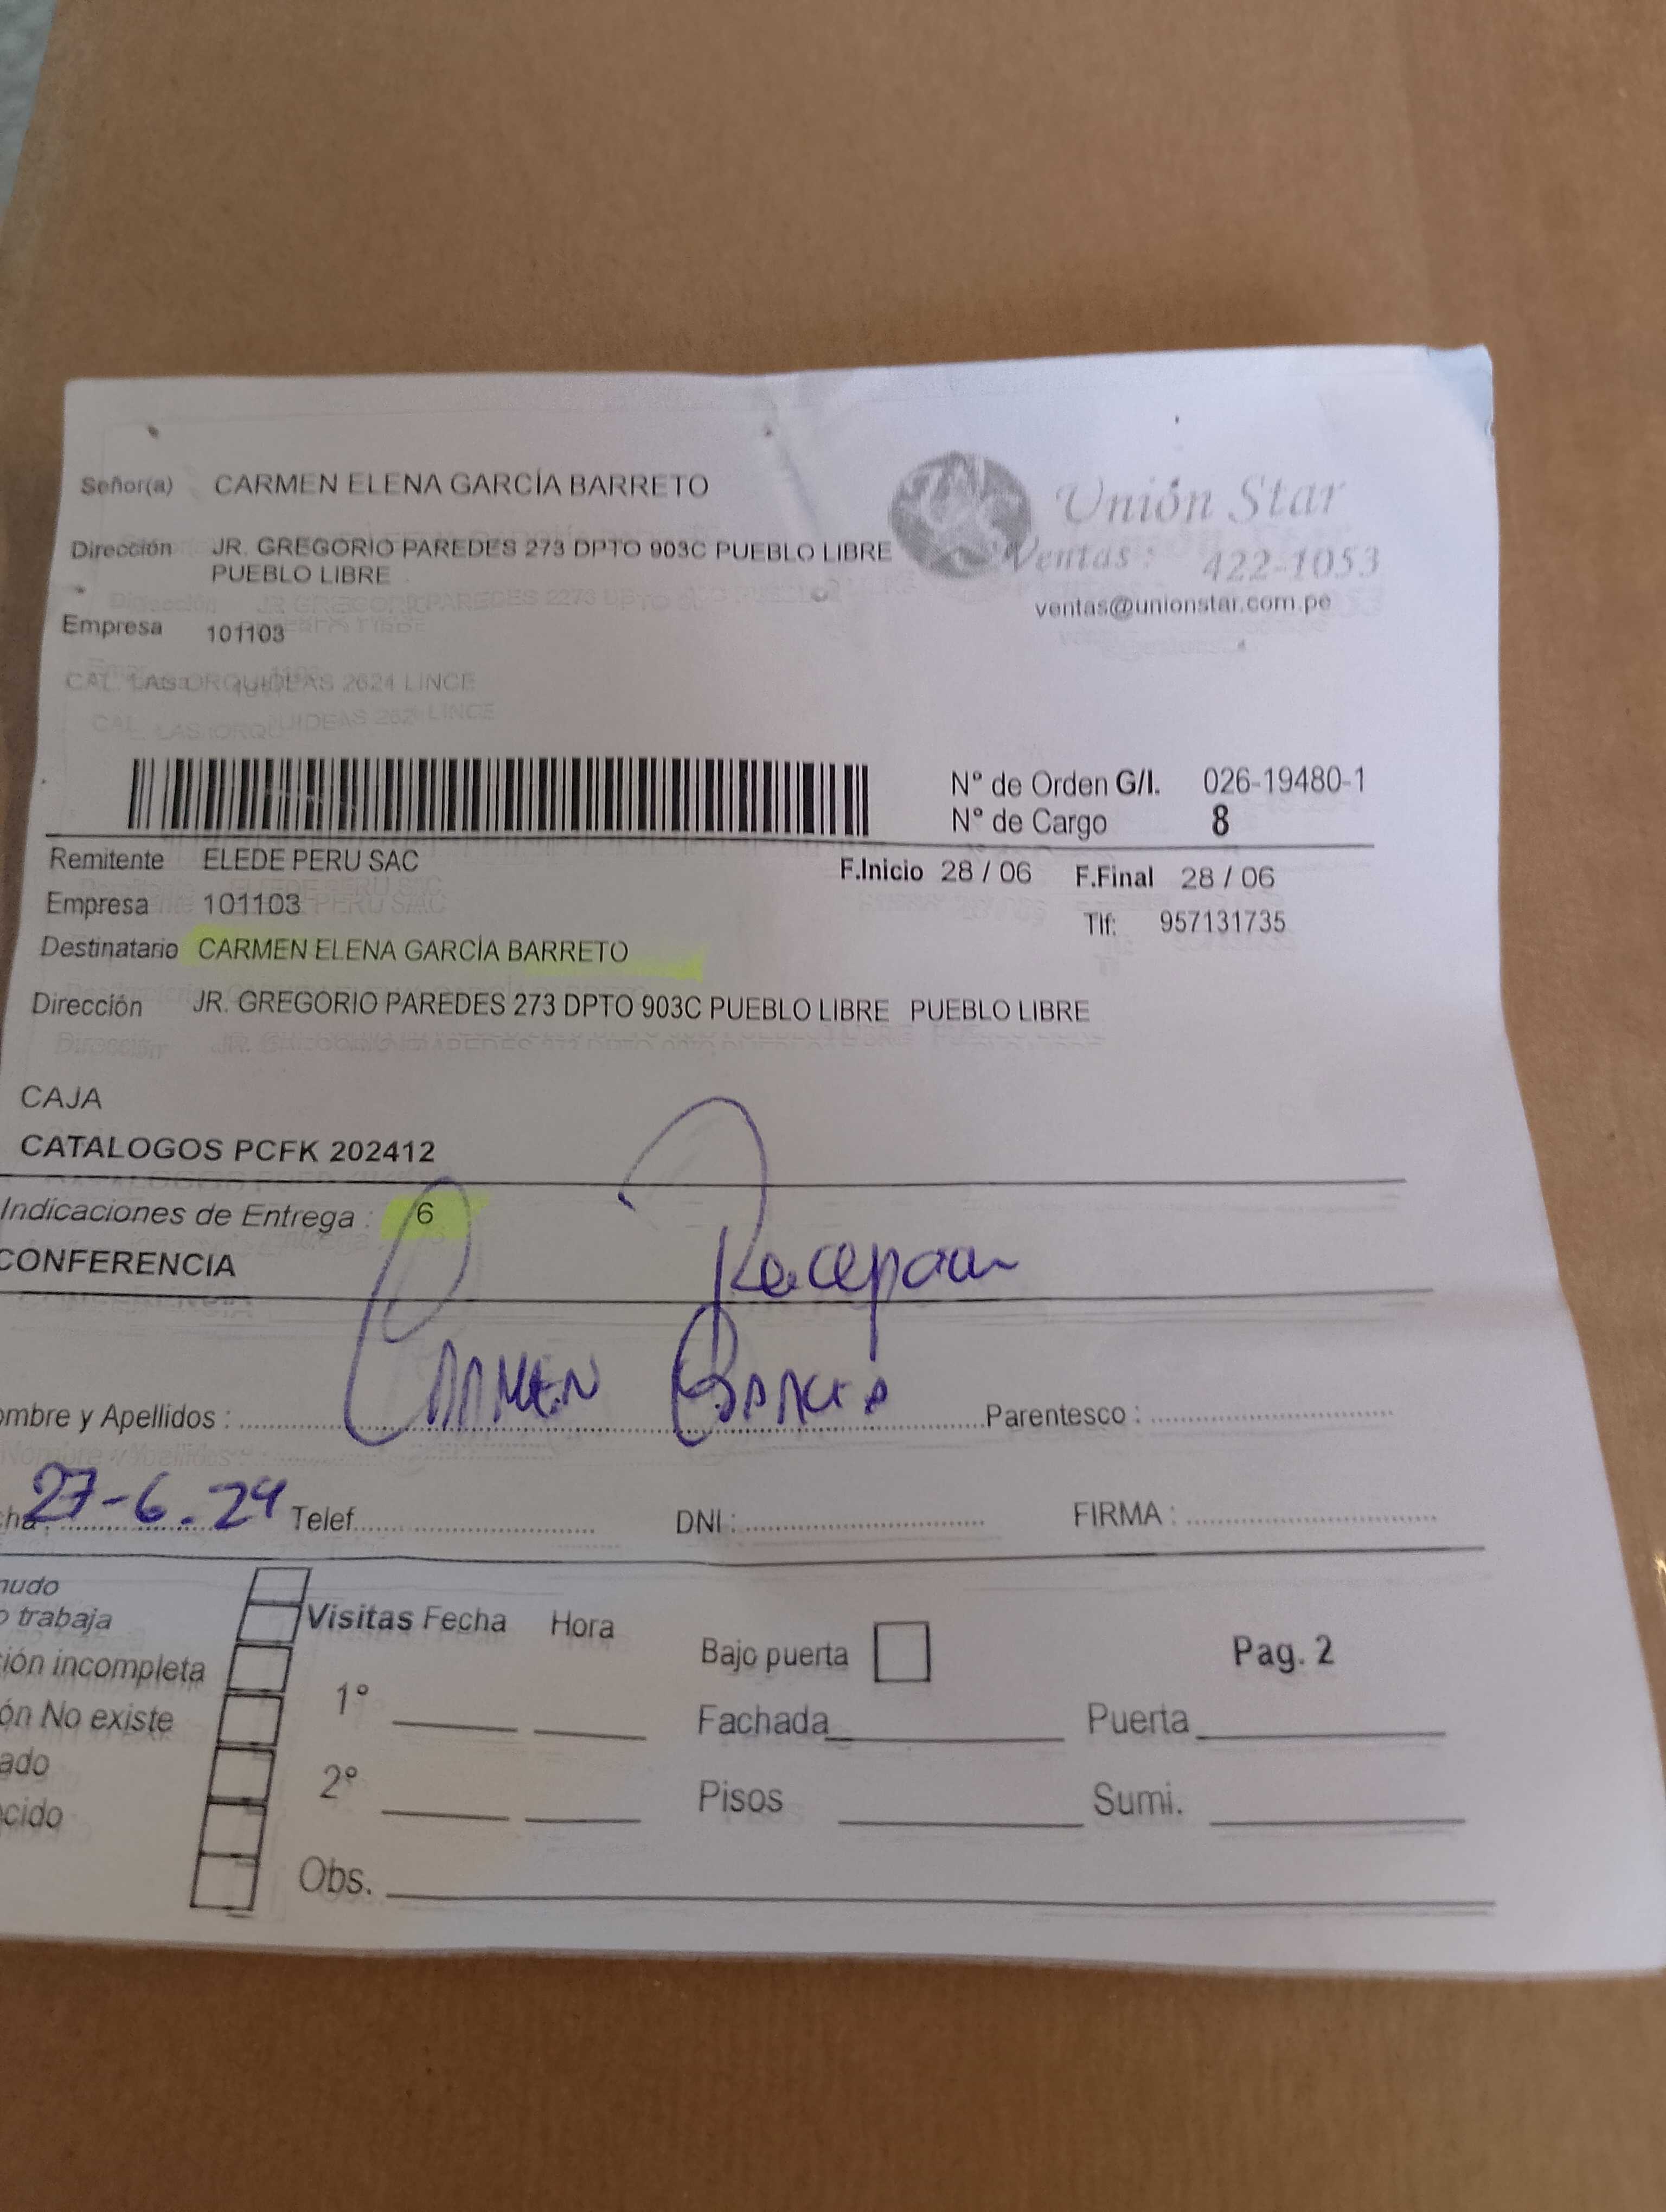 Señor(a) CARMEN ELENA GARCÍA BARRETO
Unión Star
Dirección JR. GREGORIO PAREDES 273 DPTO 903C PUEBLO LIBRE
PUEBLO LIBRE
Ventas: 422-1053
ventas@unionstar.com.pe
Empresa 101103
CAL LAS ORQUIDEAS 2624 LINCE
Nº de Orden G/I. 026-19480-1
Nº de Cargo 8
Remitente ELEDE PERU SAC F.Inicio 28 / 06 F.Final 28 / 06
Empresa 101103 Tlf: 957131735
Destinatario CARMEN ELENA GARCÍA BARRETO
Dirección JR. GREGORIO PAREDES 273 DPTO 903C PUEBLO LIBRE PUEBLO LIBRE
CAJA
CATALOGOS PCFK 202412
Indicaciones de Entrega : 6
CONFERENCIA
ombre y Apellidos : CARMEN Parentesco :
cha : 27-6.24 Telef. DNI : FIRMA :
nudo
o trabaja
Visitas Fecha Hora
ión incompleta
Bajo puerta Pag. 2
1º
ón No existe
Fachada Puerta
ado
2º
Pisos Sumi.
cido
Obs.